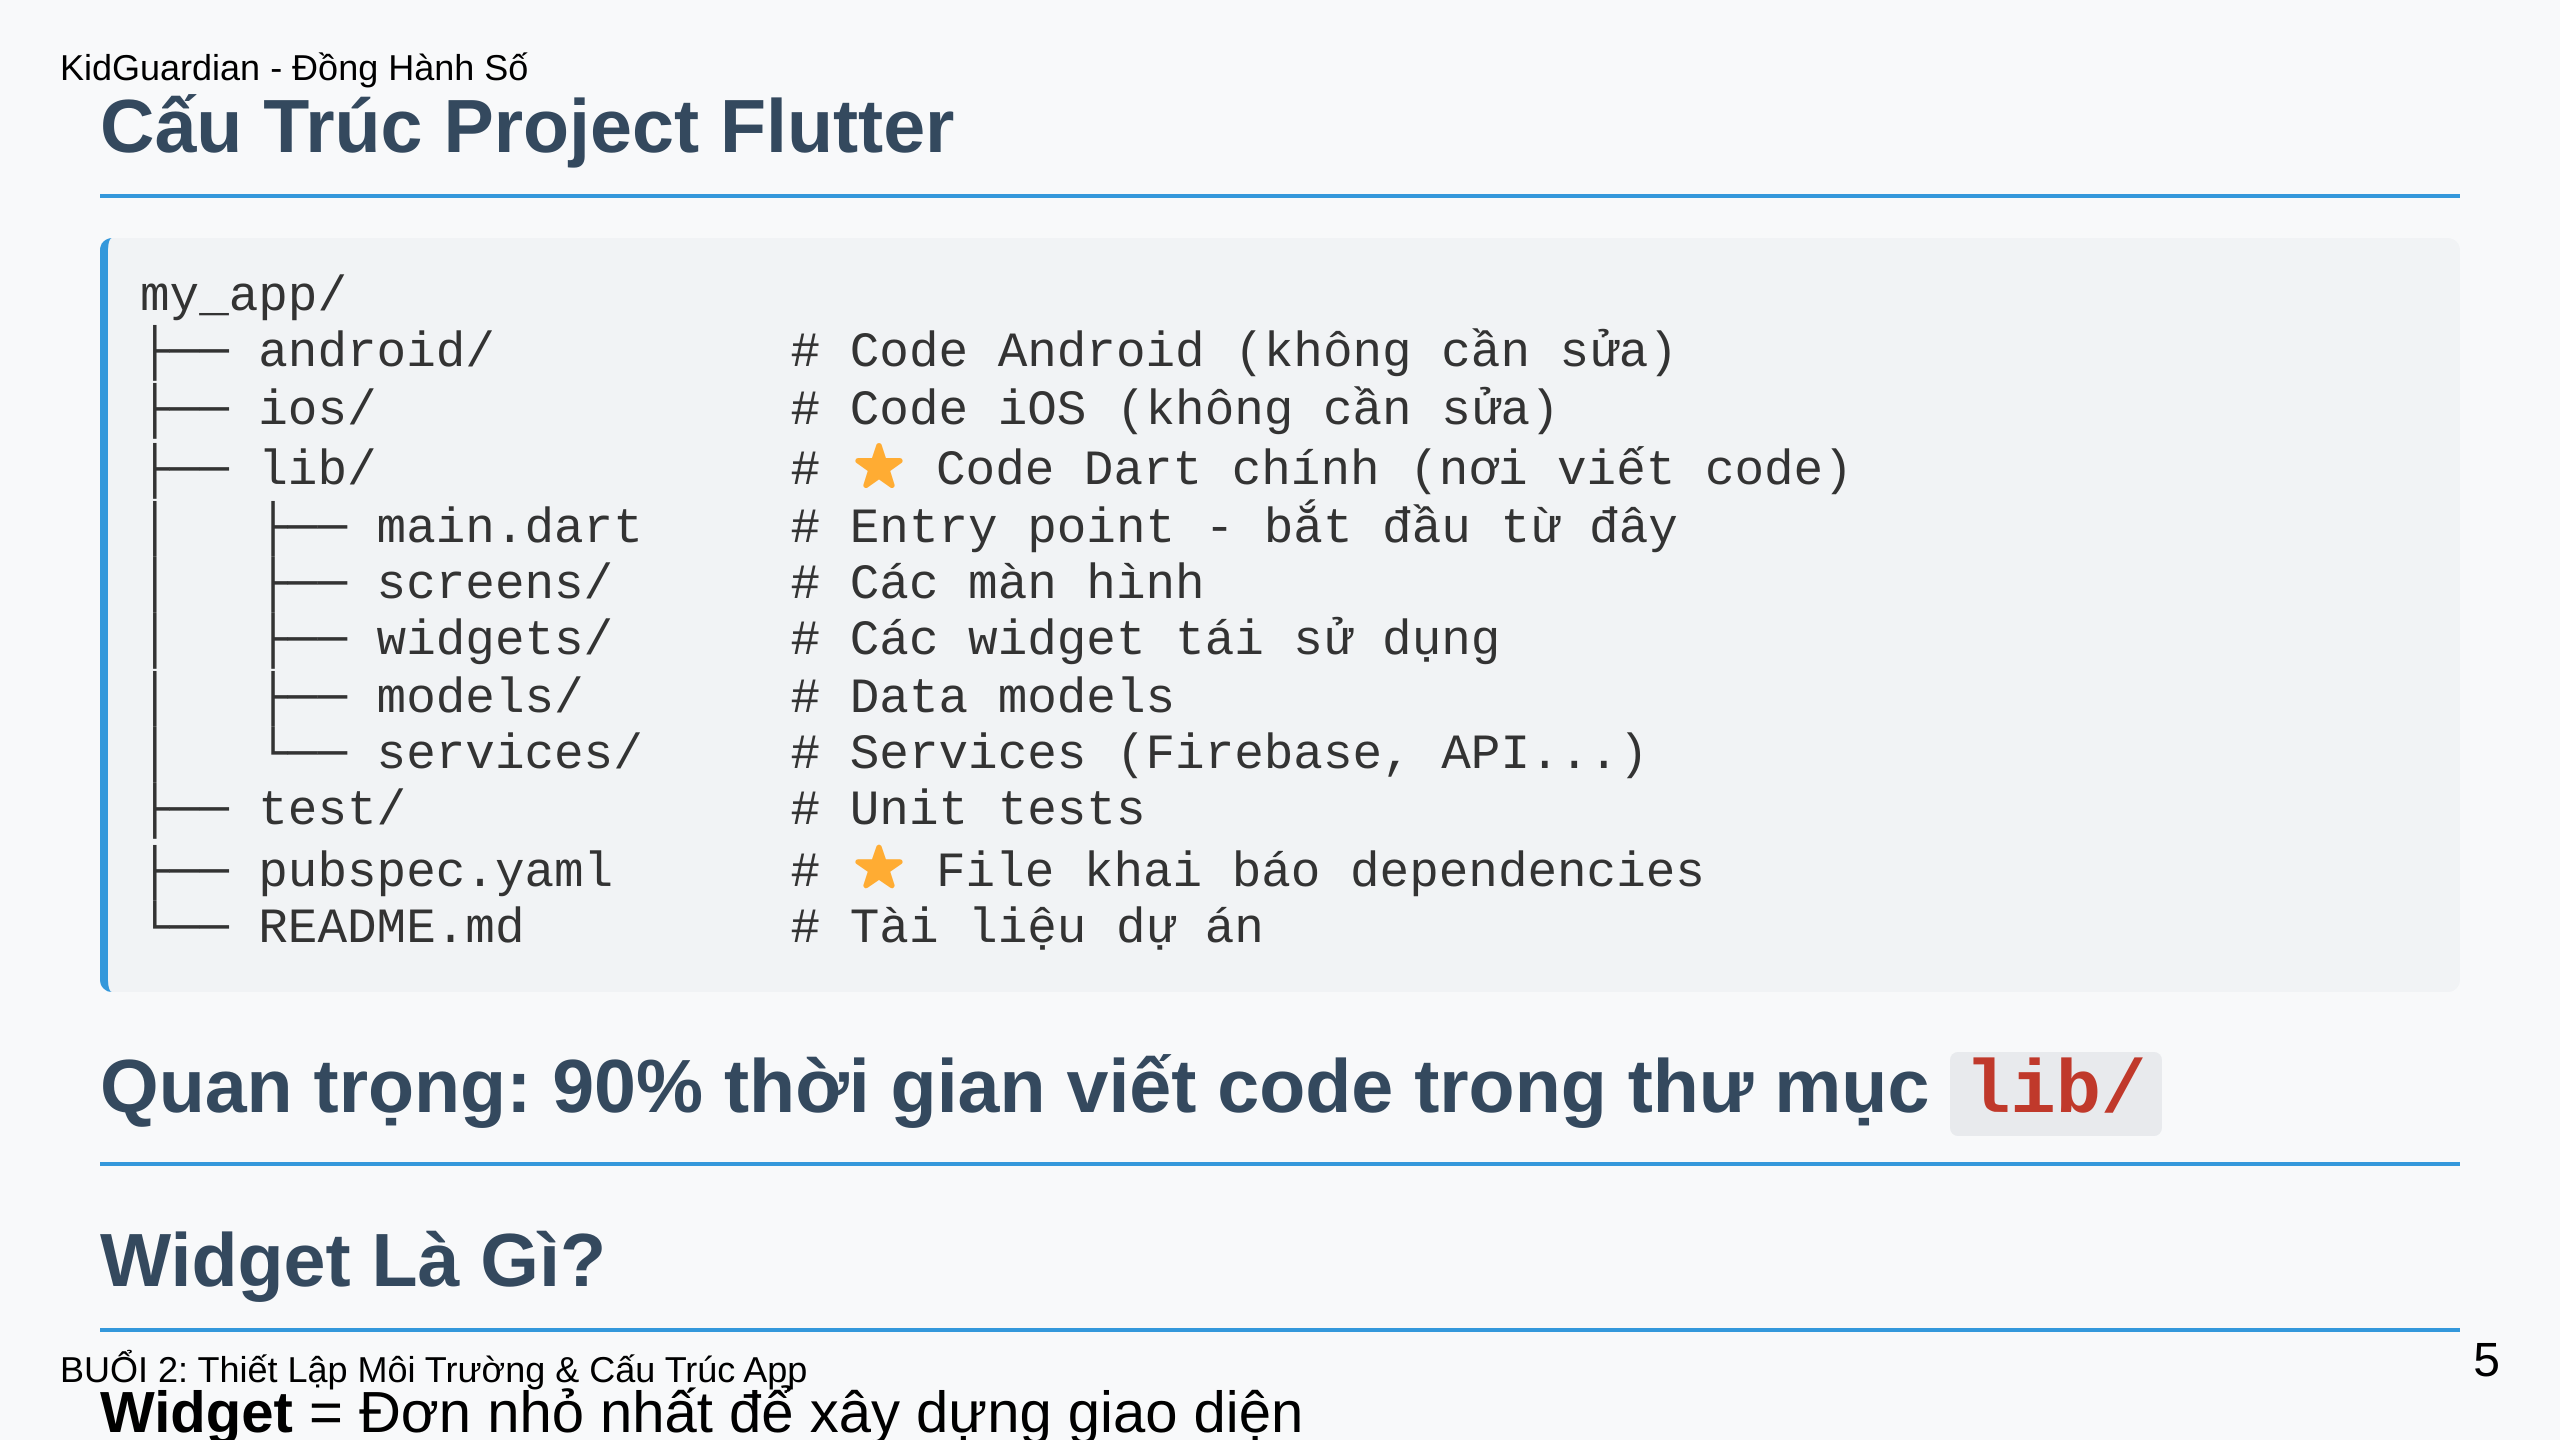 KidGuardian - Đồng Hành Số
Cấu Trúc Project Flutter
my_app/
├── android/          # Code Android (không cần sửa)
├── ios/              # Code iOS (không cần sửa)
├── lib/              # ⭐ Code Dart chính (nơi viết code)
│   ├── main.dart     # Entry point - bắt đầu từ đây
│   ├── screens/      # Các màn hình
│   ├── widgets/      # Các widget tái sử dụng
│   ├── models/       # Data models
│   └── services/     # Services (Firebase, API...)
├── test/             # Unit tests
├── pubspec.yaml      # ⭐ File khai báo dependencies
└── README.md         # Tài liệu dự án
Quan trọng: 90% thời gian viết code trong thư mục lib/
Widget Là Gì?
BUỔI 2: Thiết Lập Môi Trường & Cấu Trúc App
5
Widget = Đơn nhỏ nhất để xây dựng giao diện